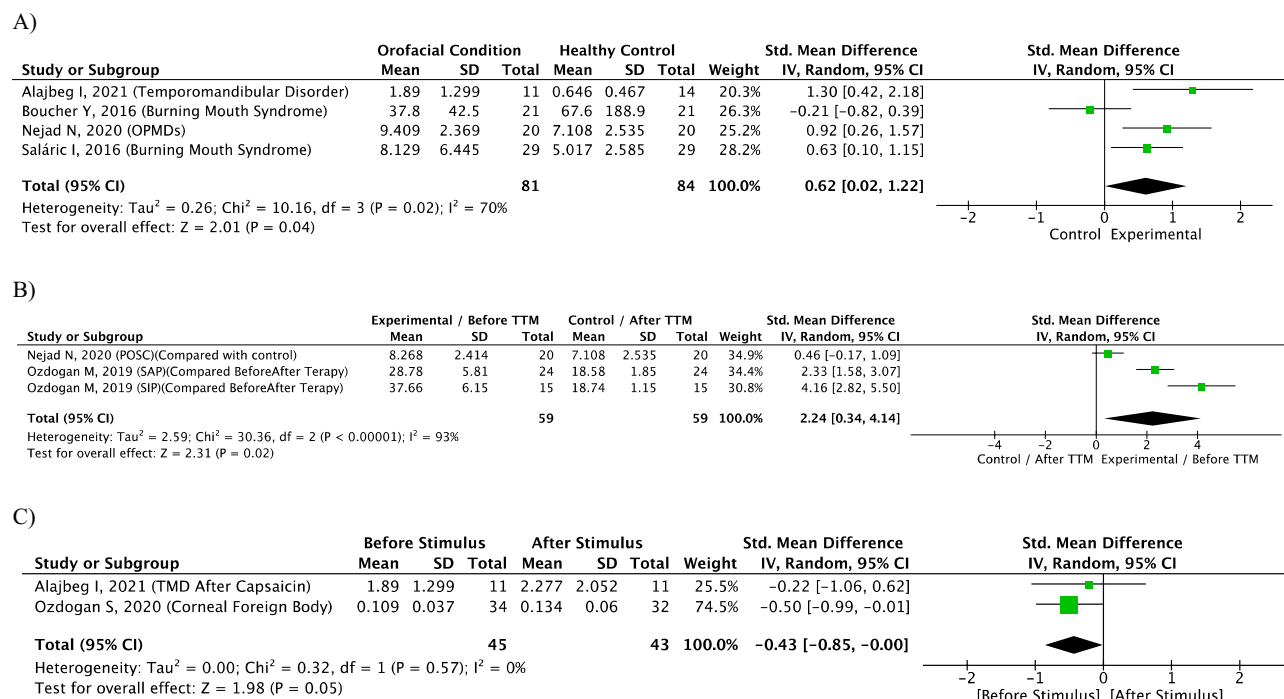 A)
Orofacial Condition Healthy Control Std. Mean Difference Std. Mean Difference
Study or Subgroup Mean SD Total Mean SD Total Weight IV, Random, 95% CI IV, Random, 95% CI
Alajbeg I, 2021 (Temporomandibular Disorder) 1.89 1.299 11 0.646 0.467 14 20.3% 1.30 [0.42, 2.18]
Boucher Y, 2016 (Burning Mouth Syndrome) 37.8 42.5 21 67.6 188.9 21 26.3% -0.21 [-0.82, 0.39]
Nejad N, 2020 (OPMDs) 9.409 2.369 20 7.108 2.535 20 25.2% 0.92 [0.26, 1.57]
Saláric I, 2016 (Burning Mouth Syndrome) 8.129 6.445 29 5.017 2.585 29 28.2% 0.63 [0.10, 1.15]
Total (95% CI) 81 84 100.0% 0.62 [0.02, 1.22]
Heterogeneity: Tau² = 0.26; Chi² = 10.16, df = 3 (P = 0.02); I² = 70%
Test for overall effect: Z = 2.01 (P = 0.04)
-2 -1 0 1 2
Control Experimental
B)
Experimental / Before TTM Control / After TTM Std. Mean Difference Std. Mean Difference
Study or Subgroup Mean SD Total Mean SD Total Weight IV, Random, 95% CI IV, Random, 95% CI
Nejad N, 2020 (POSC)(Compared with control) 8.268 2.414 20 7.108 2.535 20 34.9% 0.46 [-0.17, 1.09]
Ozdogan M, 2019 (SAP)(Compared BeforeAfter Terapy) 28.78 5.81 24 18.58 1.85 24 34.4% 2.33 [1.58, 3.07]
Ozdogan M, 2019 (SIP)(Compared BeforeAfter Terapy) 37.66 6.15 15 18.74 1.15 15 30.8% 4.16 [2.82, 5.50]
Total (95% CI) 59 59 100.0% 2.24 [0.34, 4.14]
Heterogeneity: Tau² = 2.59; Chi² = 30.36, df = 2 (P < 0.00001); I² = 93%
Test for overall effect: Z = 2.31 (P = 0.02)
-4 -2 0 2 4
Control / After TTM Experimental / Before TTM
C)
Before Stimulus After Stimulus Std. Mean Difference Std. Mean Difference
Study or Subgroup Mean SD Total Mean SD Total Weight IV, Random, 95% CI IV, Random, 95% CI
Alajbeg I, 2021 (TMD After Capsaicin) 1.89 1.299 11 2.277 2.052 11 25.5% -0.22 [-1.06, 0.62]
Ozdogan S, 2020 (Corneal Foreign Body) 0.109 0.037 34 0.134 0.06 32 74.5% -0.50 [-0.99, -0.01]
Total (95% CI) 45 43 100.0% -0.43 [-0.85, -0.00]
Heterogeneity: Tau² = 0.00; Chi² = 0.32, df = 1 (P = 0.57); I² = 0%
Test for overall effect: Z = 1.98 (P = 0.05)
-2 -1 0 1 2
[Before Stimulus] [After Stimulus]